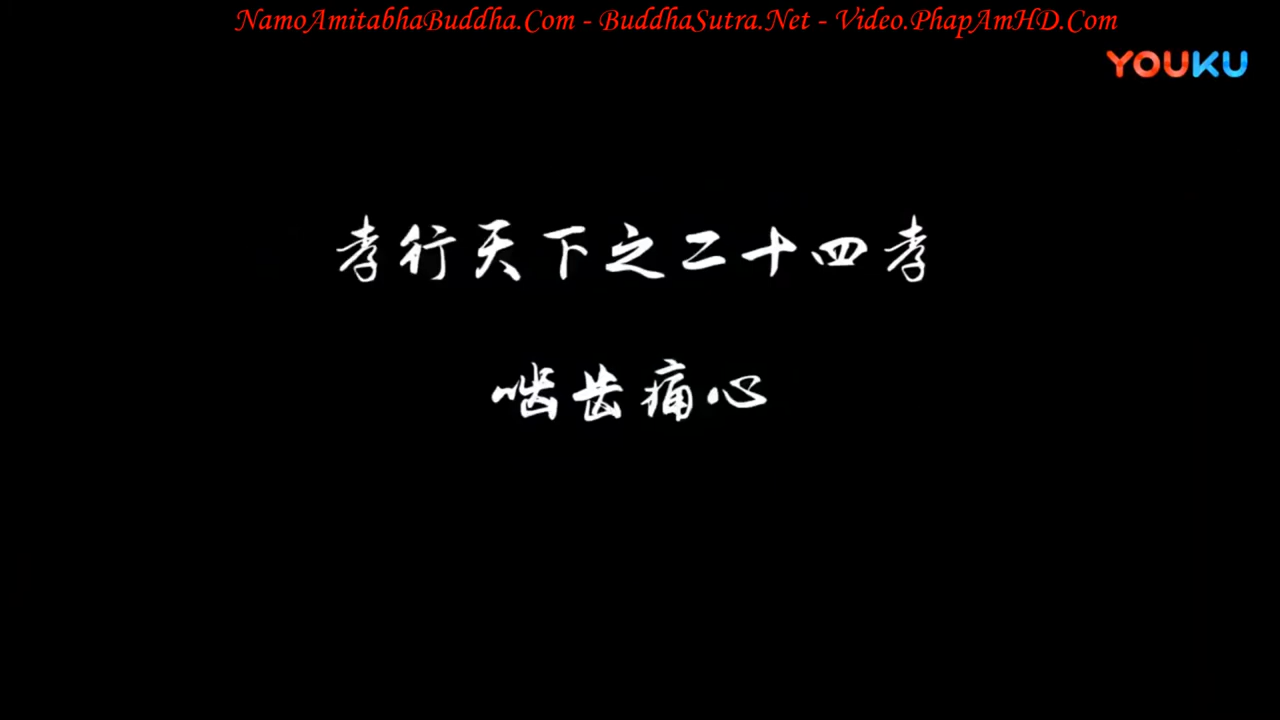 NamoAmitabhaBuddha.Com - BuddhaSutra.Net - Video.PhapAmHD.Com
YOUKU
孝行天下之二十四孝
啮齿痛心